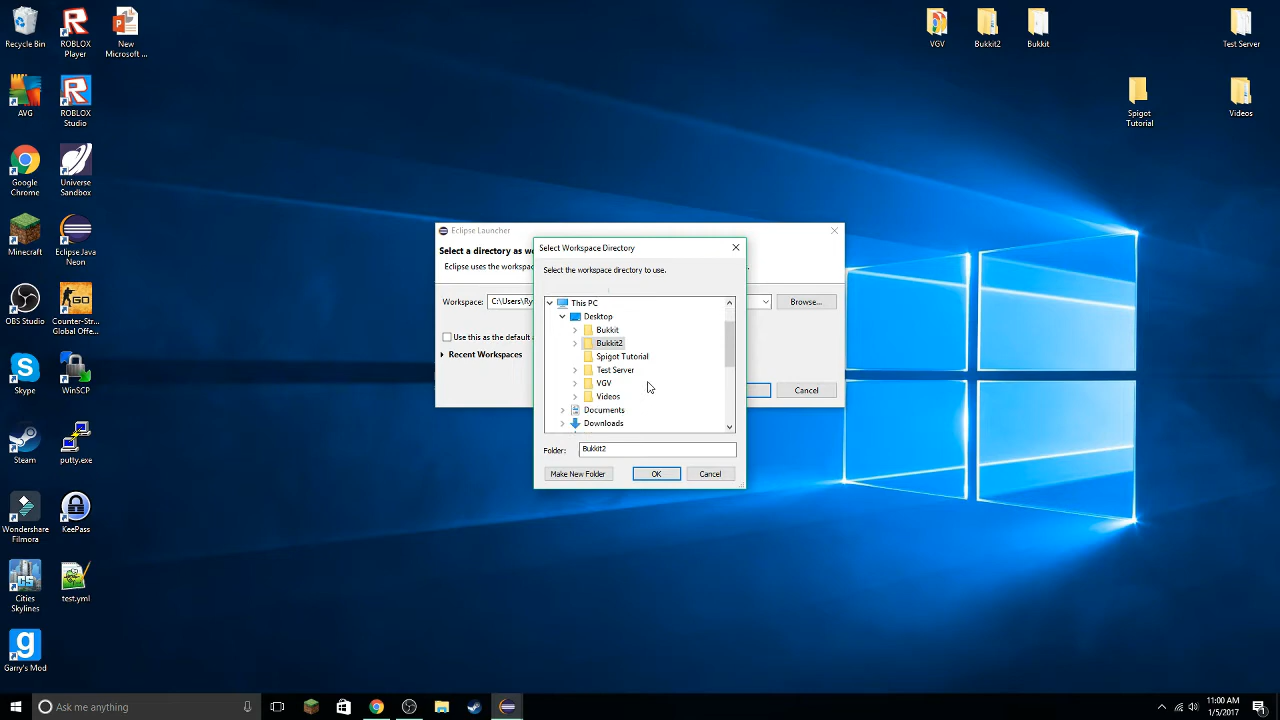 Recycle Bin
ROBLOX
Player
New
Microsoft ...
VGV
Bukkit2
Bukkit
Test Server
AVG
ROBLOX
Studio
Spigot
Tutorial
Videos
Google
Chrome
Universe
Sandbox
Minecraft
Eclipse Java
Neon
OBS Studio
Counter-Str...
Global Offe...
Skype
WinSCP
Steam
putty.exe
Wondershare
Filmora
KeePass
Cities
Skylines
test.yml
Garry's Mod
Eclipse Launcher
Select a directory as w
Eclipse uses the workspac
Workspace:
C:\Users\Ry
Browse...
Use this as the default
Recent Workspaces
Cancel
Select Workspace Directory
Select the workspace directory to use.
This PC
Desktop
Bukkit
Bukkit2
Spigot Tutorial
Test Server
VGV
Videos
Documents
Downloads
Folder:
Bukkit2
Make New Folder
OK
Cancel
Ask me anything
11:00 AM
1/5/2017